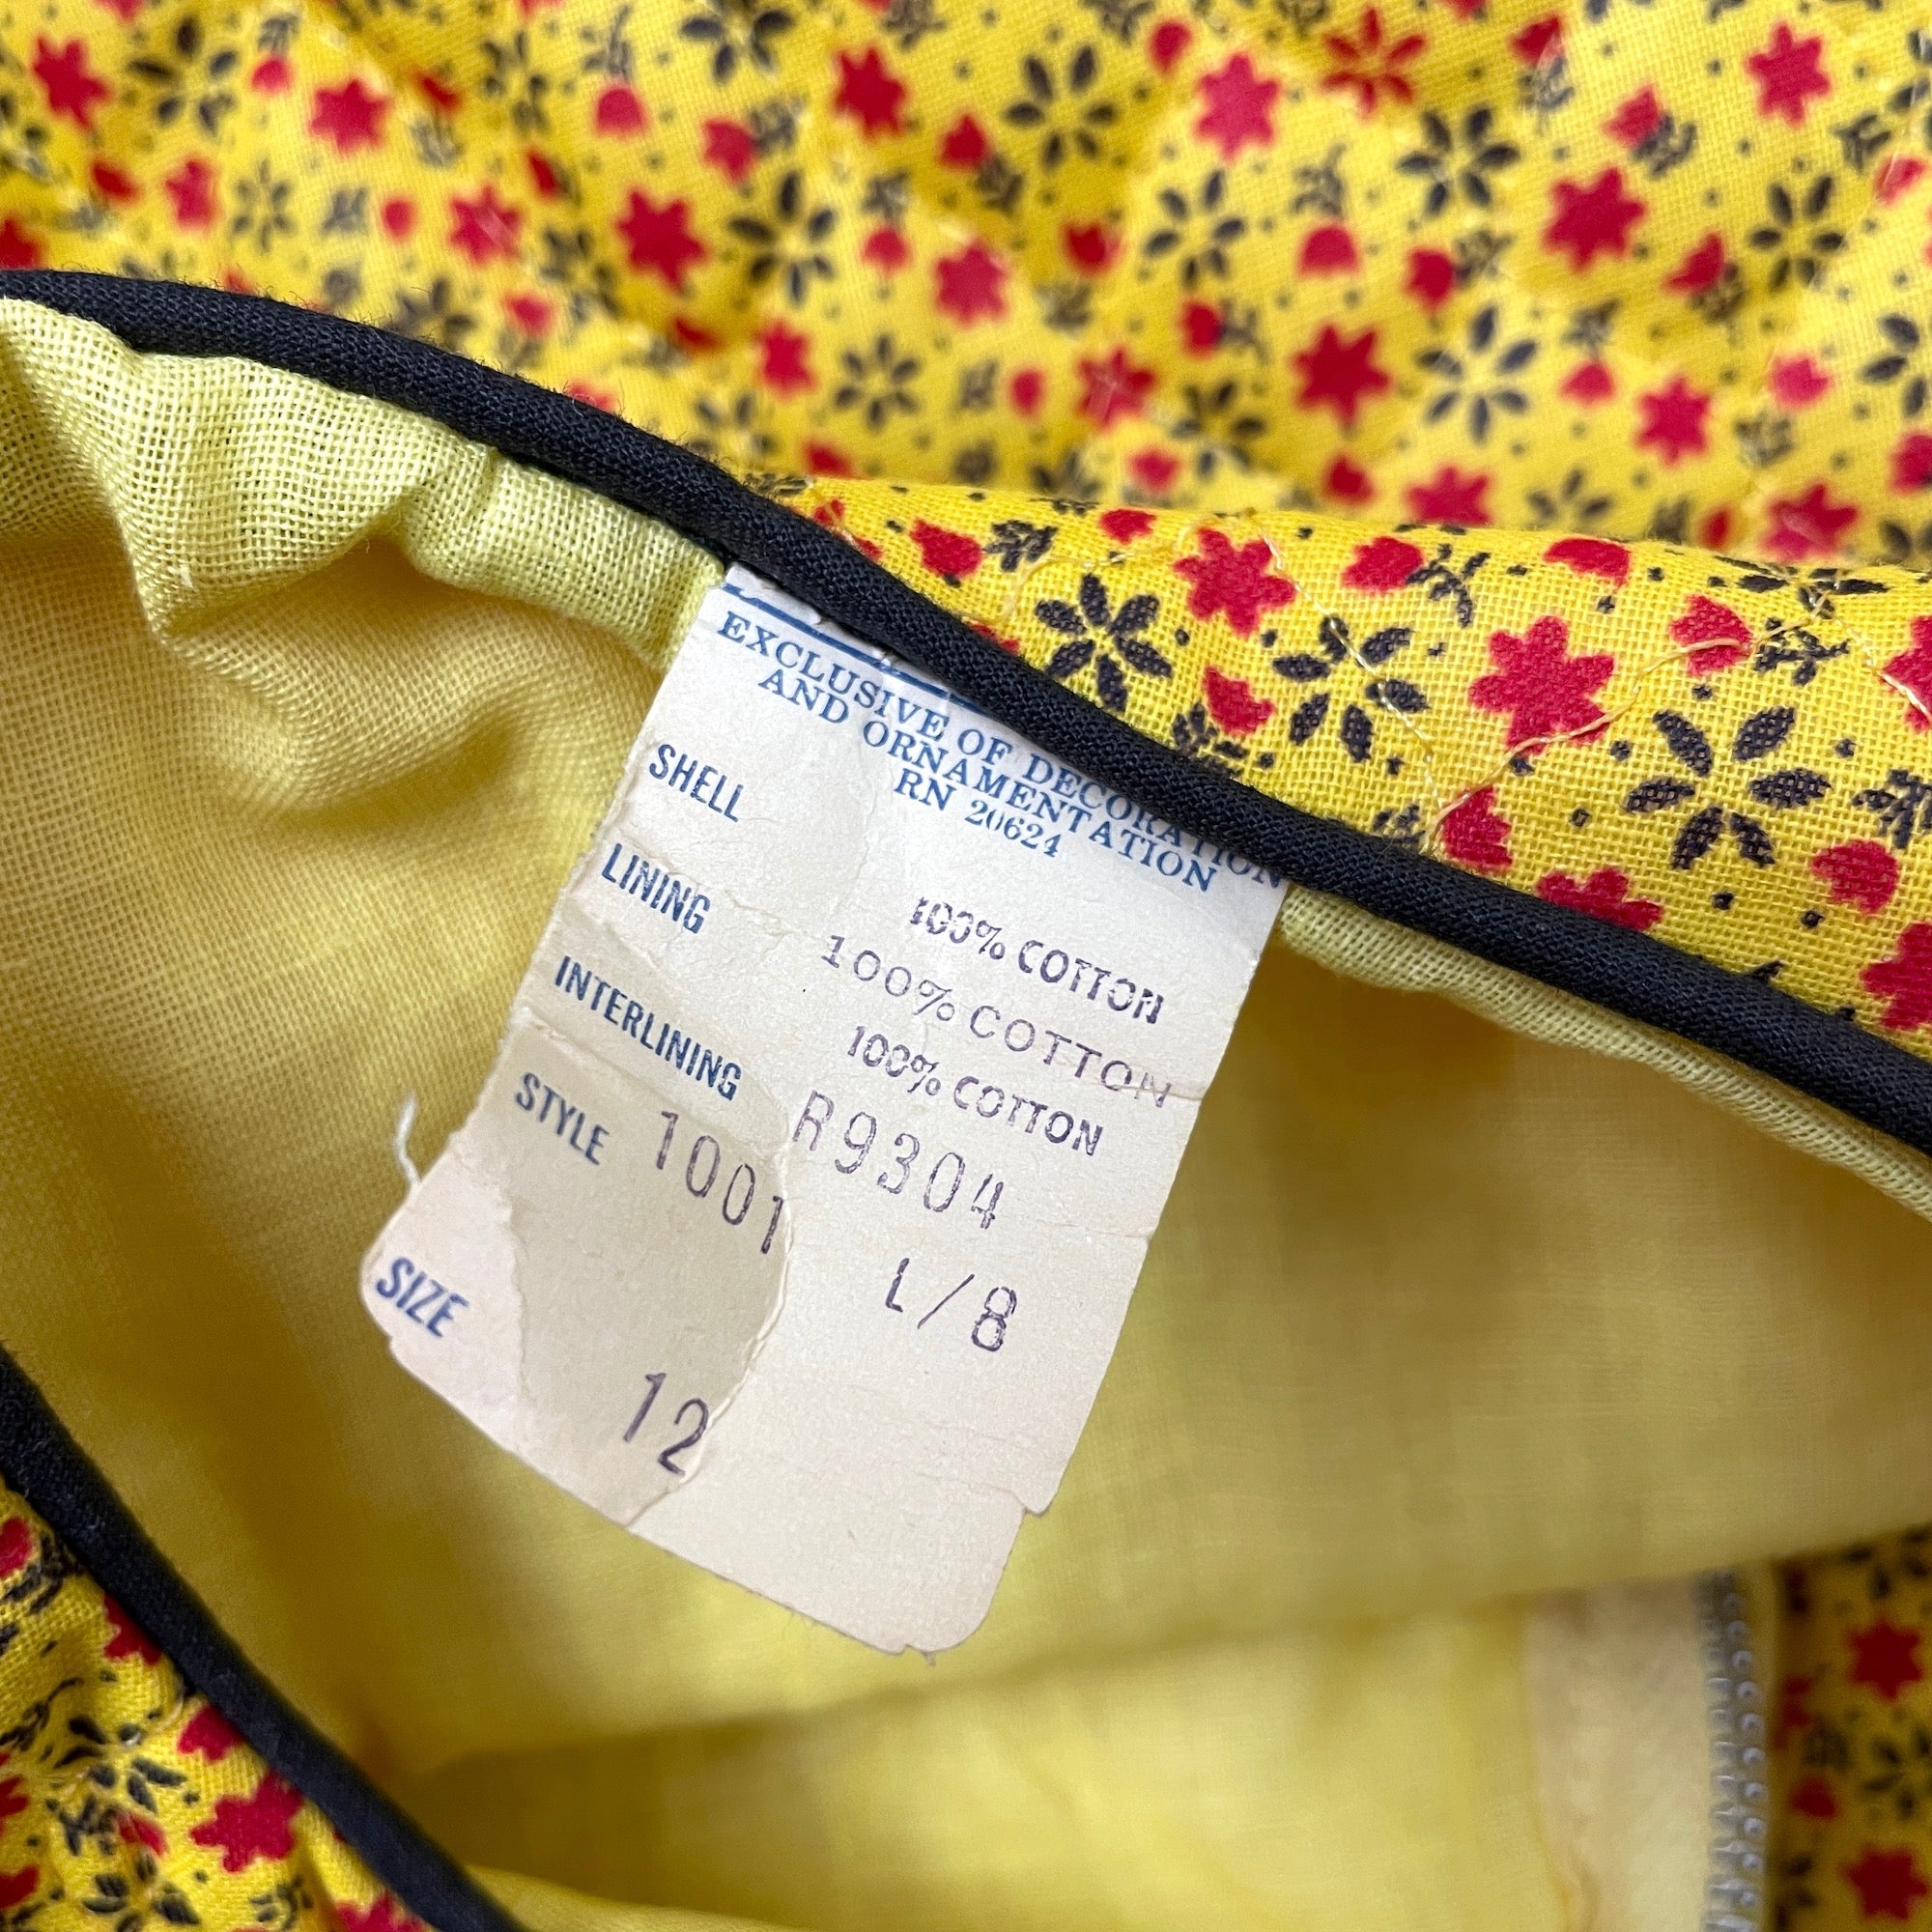 EXCLUSIVE OF DECORATION
AND ORNAMENTATION
RN 20624
SHELL 100% COTTON
LINING 100% COTTON
INTERLINING 100% COTTON
STYLE 1001 R9304
L/8
SIZE 12